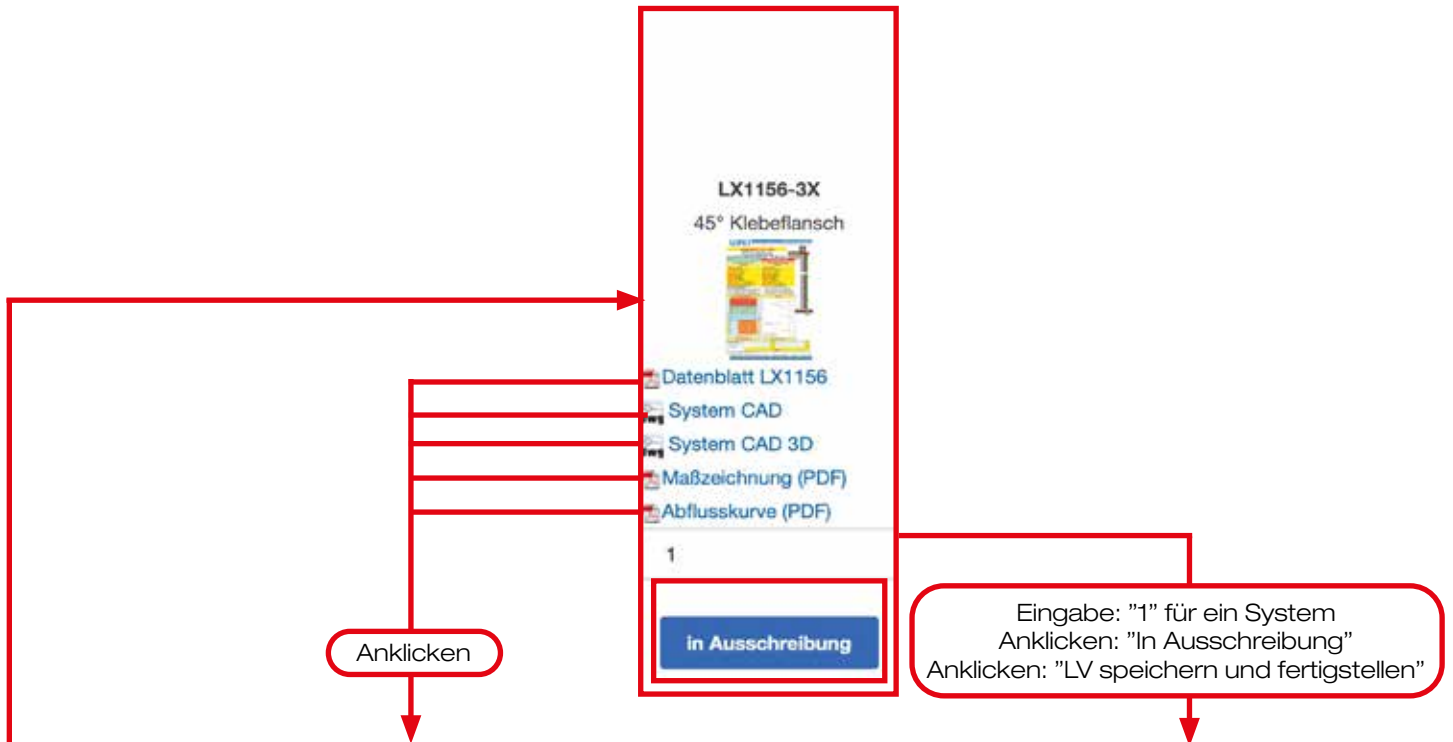 LX1156-3X
45° Klebeflansch
Datenblatt LX1156
System CAD
System CAD 3D
Maßzeichnung (PDF)
Abflusskurve (PDF)
1
in Ausschreibung
Anklicken
Eingabe: ”1” für ein System
Anklicken: ”In Ausschreibung”
Anklicken: ”LV speichern und fertigstellen”